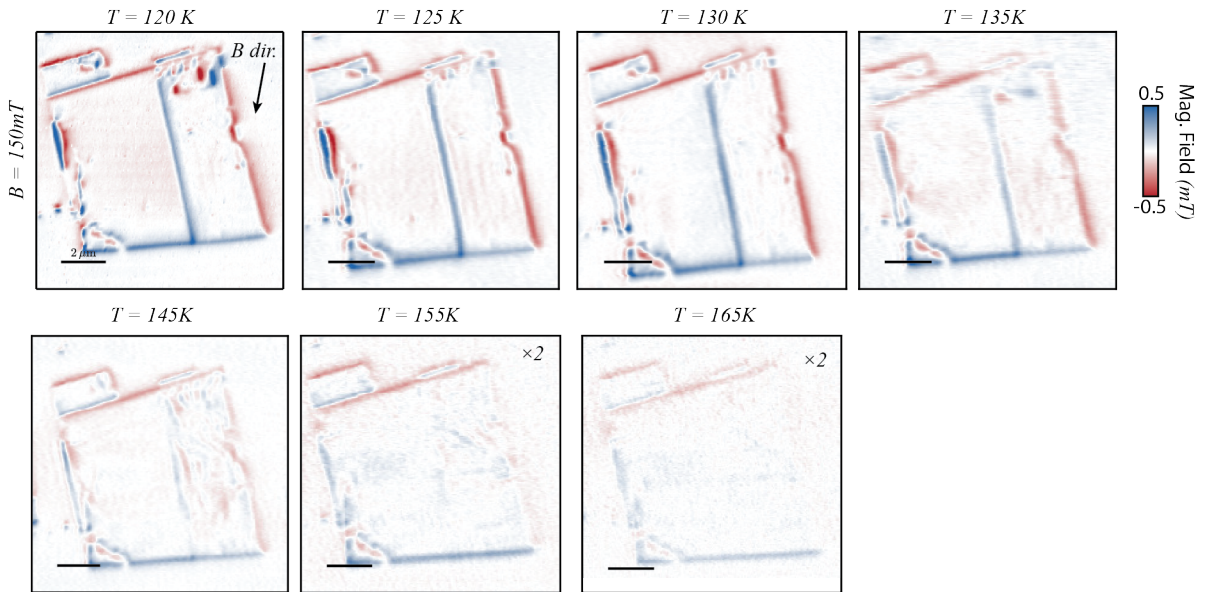 T = 120 K
T = 125 K
T = 130 K
T = 135K
B = 150mT
B dir.
2 μm
0.5
-0.5
Mag. Field (mT)
T = 145K
T = 155K
T = 165K
×2
×2